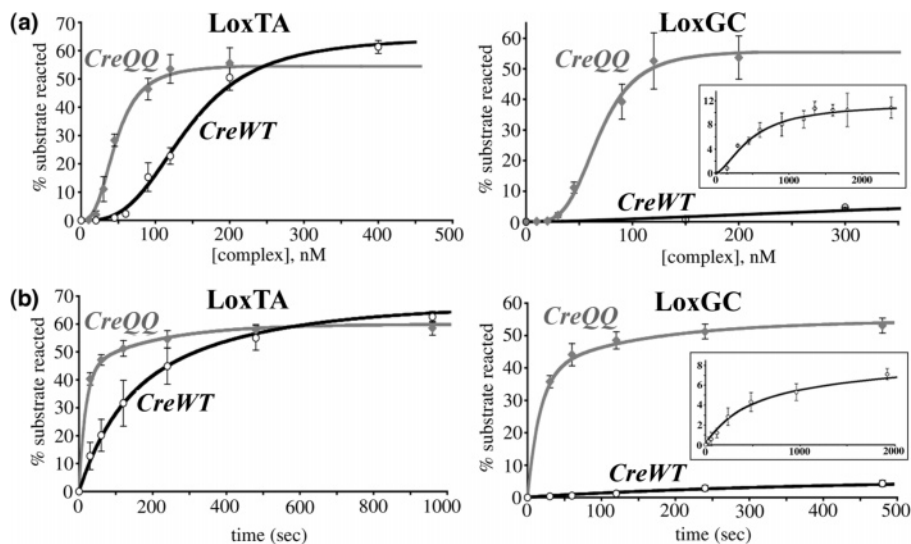 (a)
LoxTA
LoxGC
CreQQ
CreWT
% substrate reacted
70
60
50
40
30
20
10
0
0 100 200 300 400 500
[complex], nM
CreQQ
CreWT
% substrate reacted
60
50
40
30
20
10
0
0 100 200 300
[complex], nM
12
8
4
0
0 1000 2000
(b)
LoxTA
LoxGC
CreQQ
CreWT
% substrate reacted
70
60
50
40
30
20
10
0
0 200 400 600 800 1000
time (sec)
CreQQ
CreWT
% substrate reacted
60
50
40
30
20
10
0
0 50 100 150 200 250 300 350 400 450 500
time (sec)
8
6
4
2
0
0 1000 2000